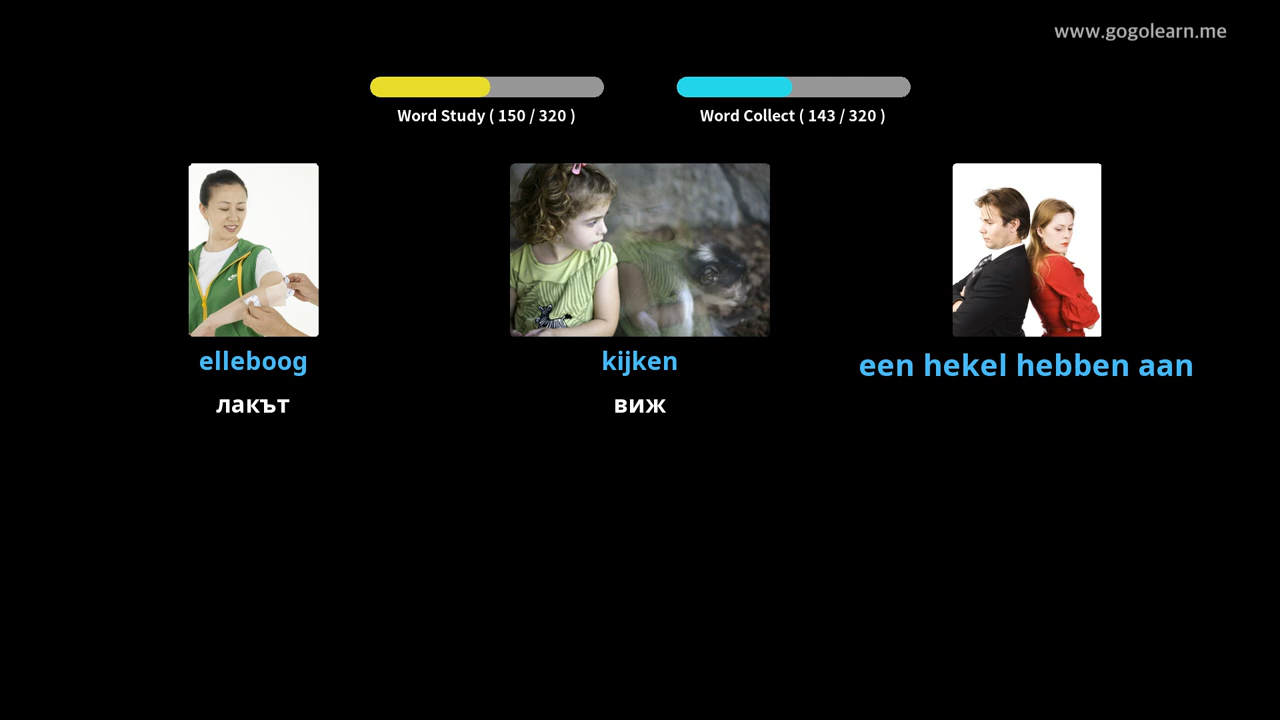 www.gogolearn.me
Word Study ( 150 / 320 )
Word Collect ( 143 / 320 )
elleboog
kijken
een hekel hebben aan
лакът
виж